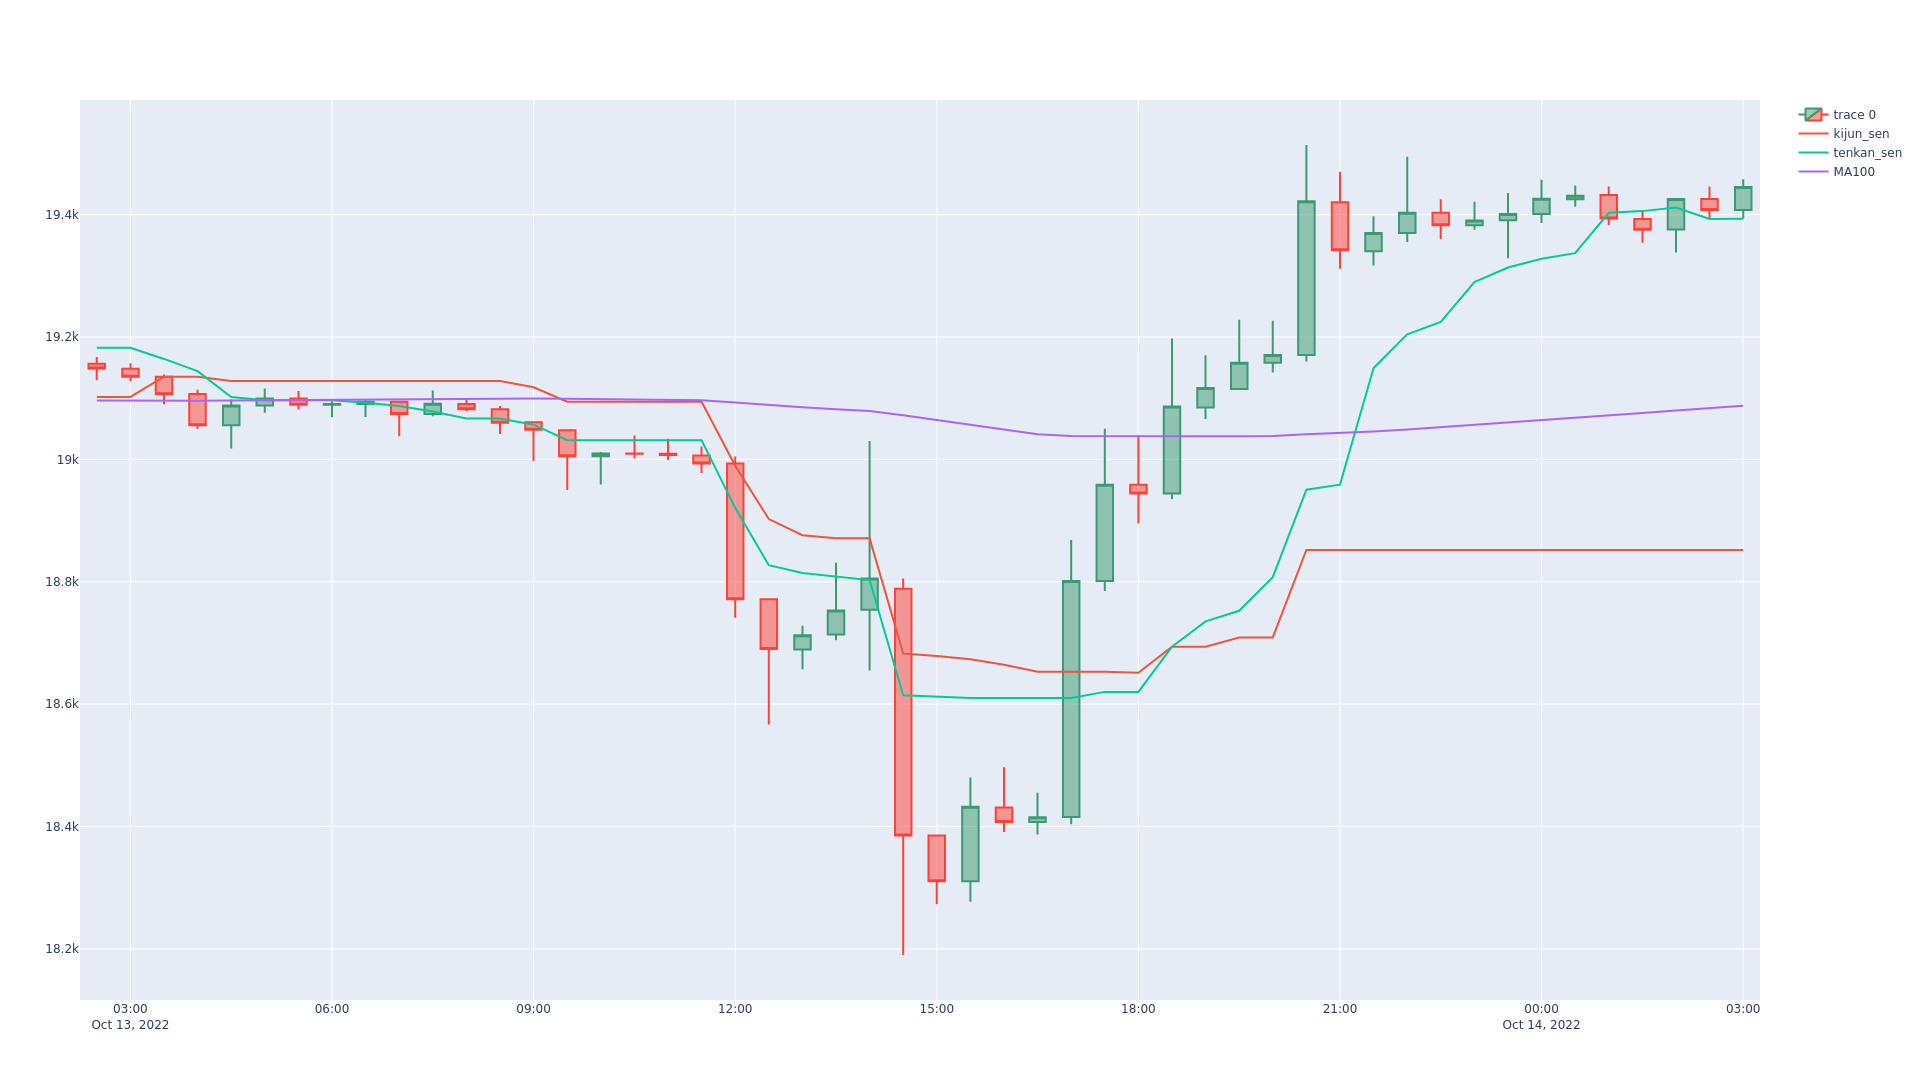 trace 0
kijun_sen
tenkan_sen
MA100
19.4k
19.2k
19k
18.8k
18.6k
18.4k
18.2k
03:00 06:00 09:00 12:00 15:00 18:00 21:00 00:00 03:00
Oct 13, 2022 Oct 14, 2022